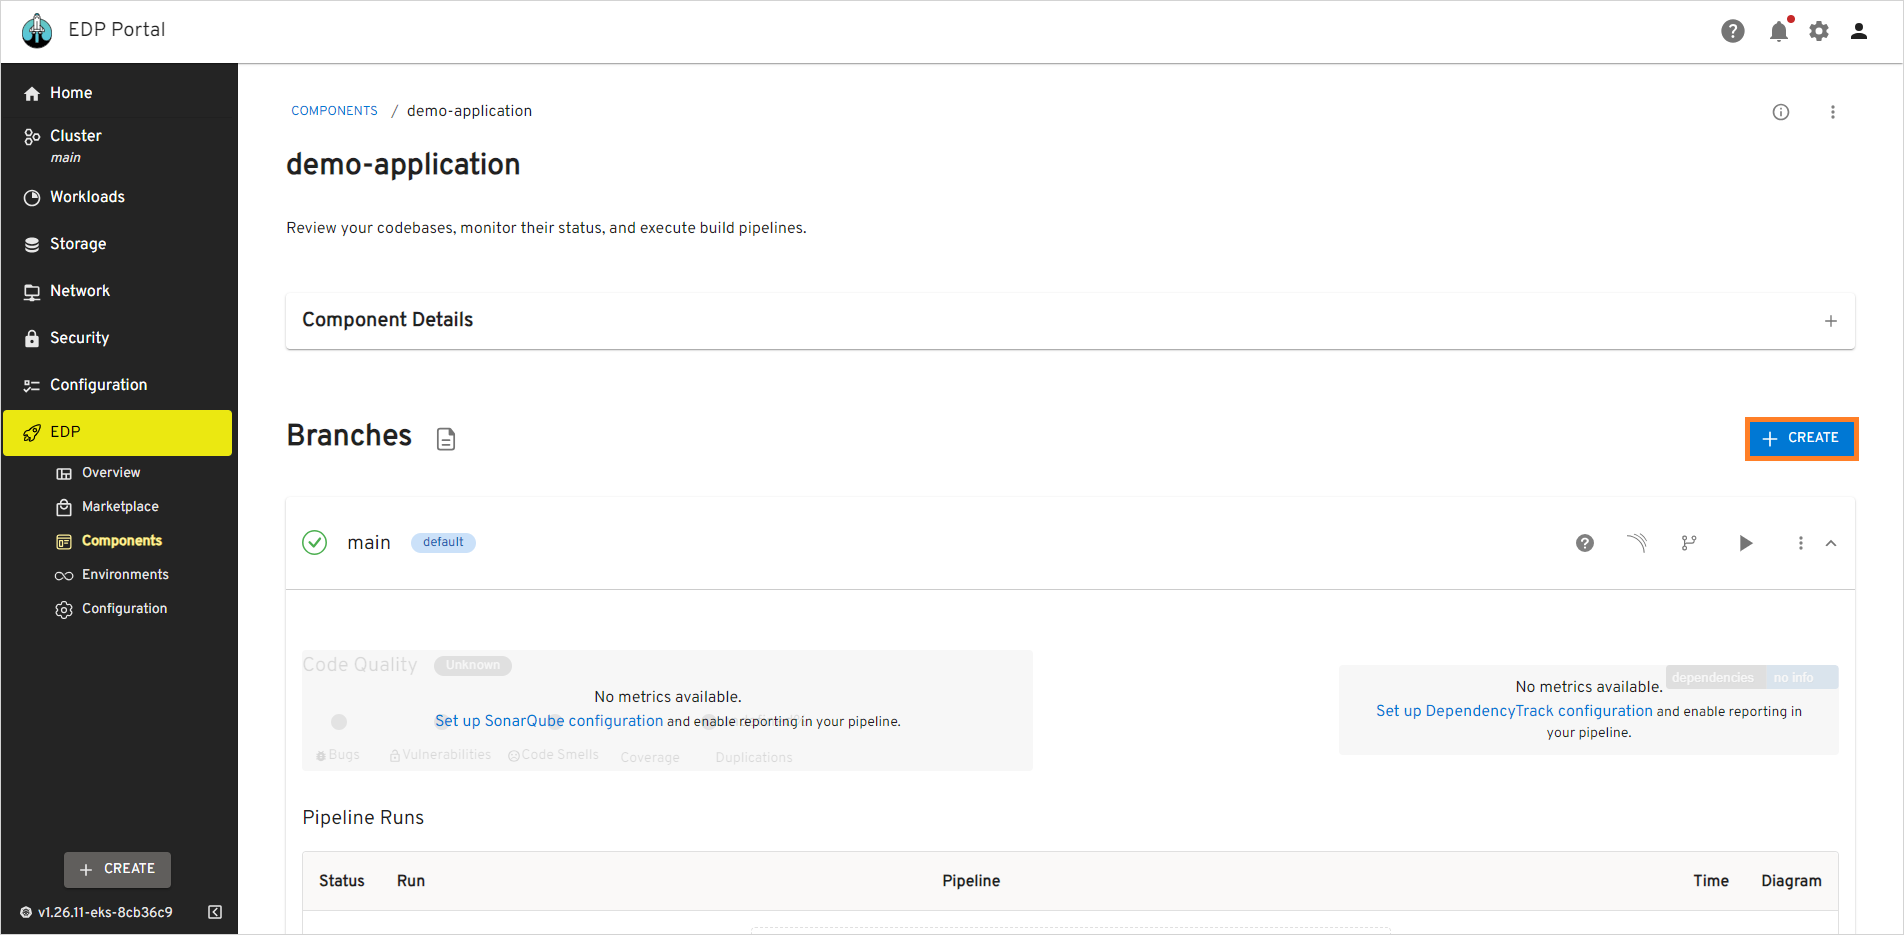 EDP Portal
Home
Cluster
main
Workloads
Storage
Network
Security
Configuration
EDP
Overview
Marketplace
Components
Environments
Configuration
CREATE
v1.26.11-eks-8cb36c9
COMPONENTS / demo-application
demo-application
Review your codebases, monitor their status, and execute build pipelines.
Component Details
Branches
CREATE
main default
Code Quality Unknown
No metrics available.
Set up SonarQube configuration and enable reporting in your pipeline.
Bugs Vulnerabilities Code Smells Coverage Duplications
dependencies no info
No metrics available.
Set up DependencyTrack configuration and enable reporting in
your pipeline.
Pipeline Runs
Status Run Pipeline Time Diagram